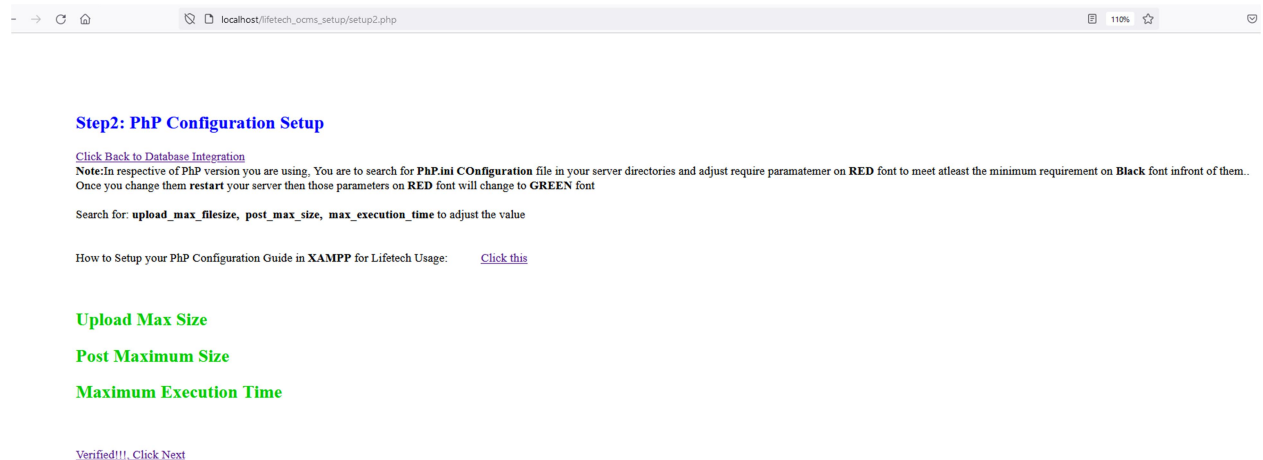 localhost/lifetech_ocms_setup/setup2.php
110%
Step2: PhP Configuration Setup
Click Back to Database Integration
Note:In respective of PhP version you are using, You are to search for PhP.ini COnfiguration file in your server directories and adjust require paramatemer on RED font to meet atleast the minimum requirement on Black font infront of them..
Once you change them restart your server then those parameters on RED font will change to GREEN font
Search for: upload_max_filesize, post_max_size, max_execution_time to adjust the value
How to Setup your PhP Configuration Guide in XAMPP for Lifetech Usage: Click this
Upload Max Size
Post Maximum Size
Maximum Execution Time
Verified!!!, Click Next